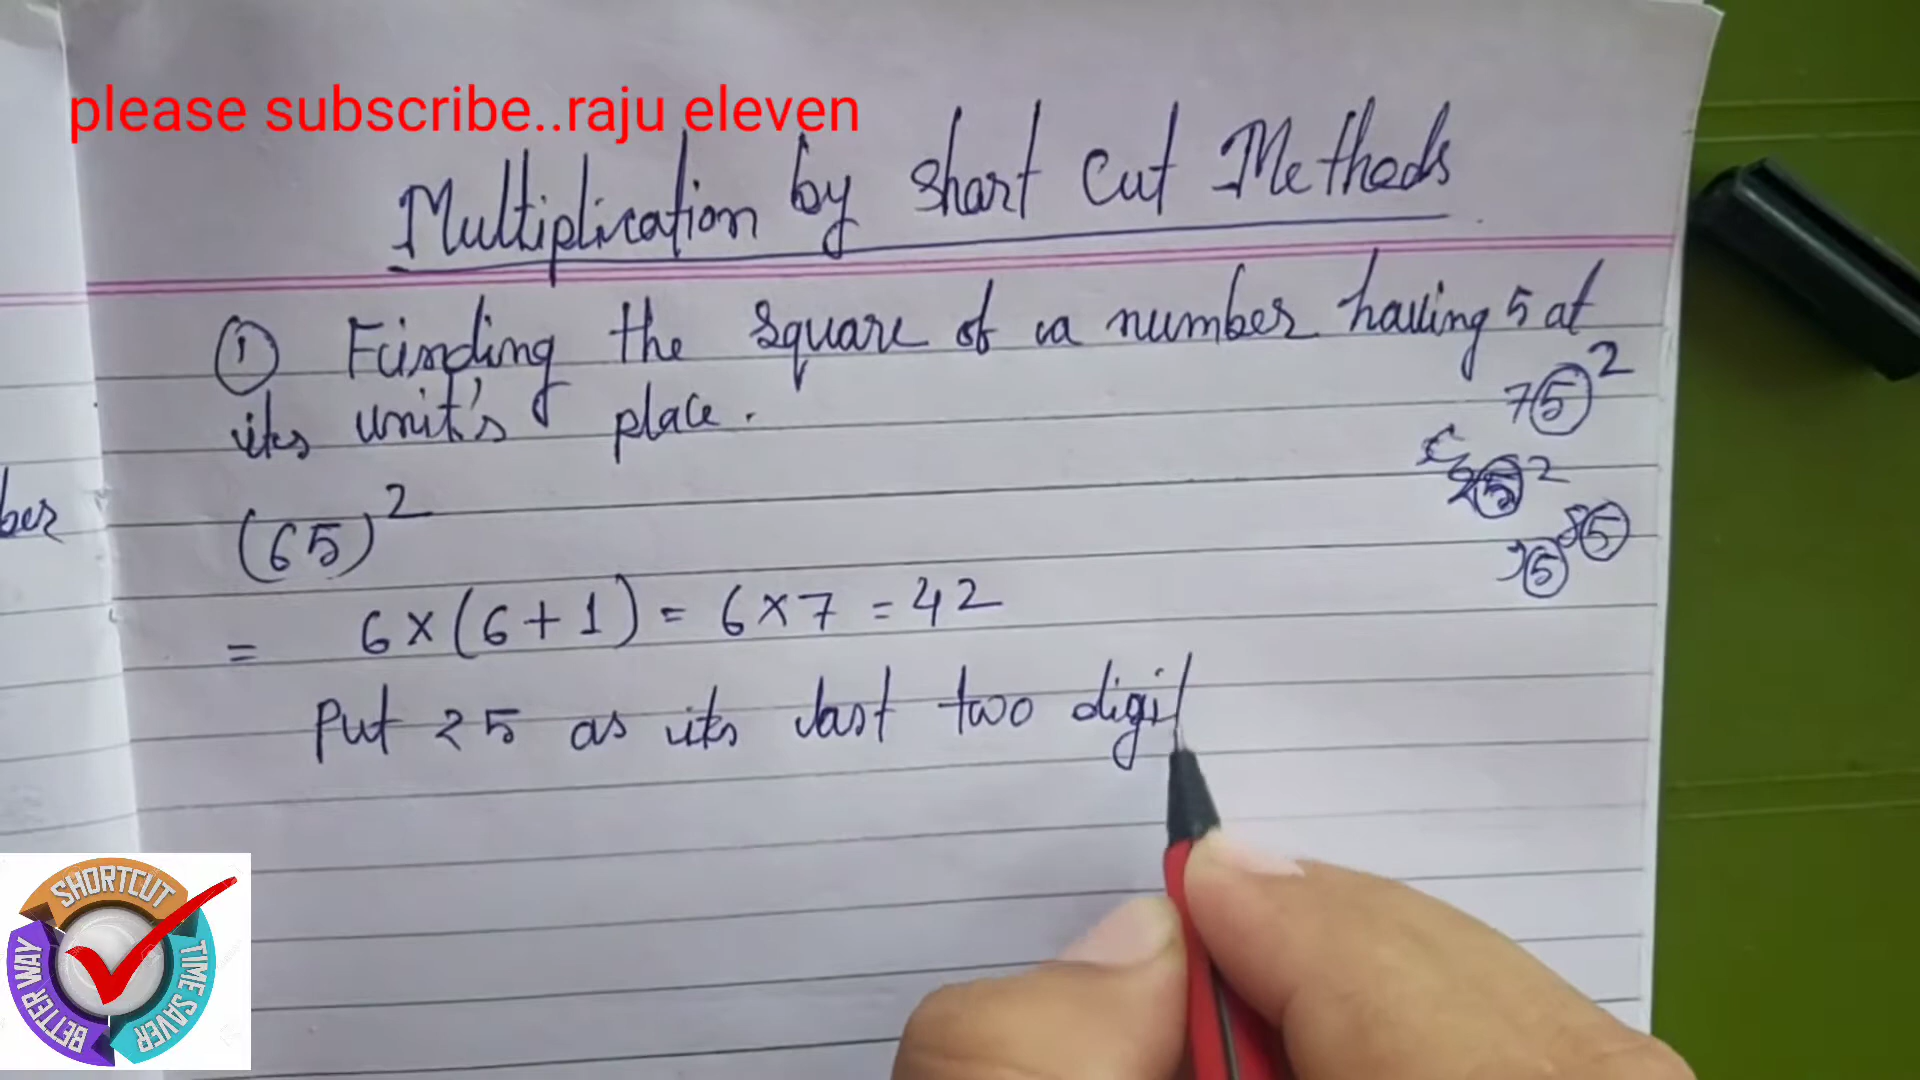 please subscribe..raju eleven
Multiplication by Short Cut Methods
① Finding the square of a number having 5 at
its unit's place.
75²
25²
85
ber
(65)²
= 6×(6+1) = 6×7 = 42
Put 25 as its last two digit
SHORTCUT
TIME SAVER
BETTER WAY